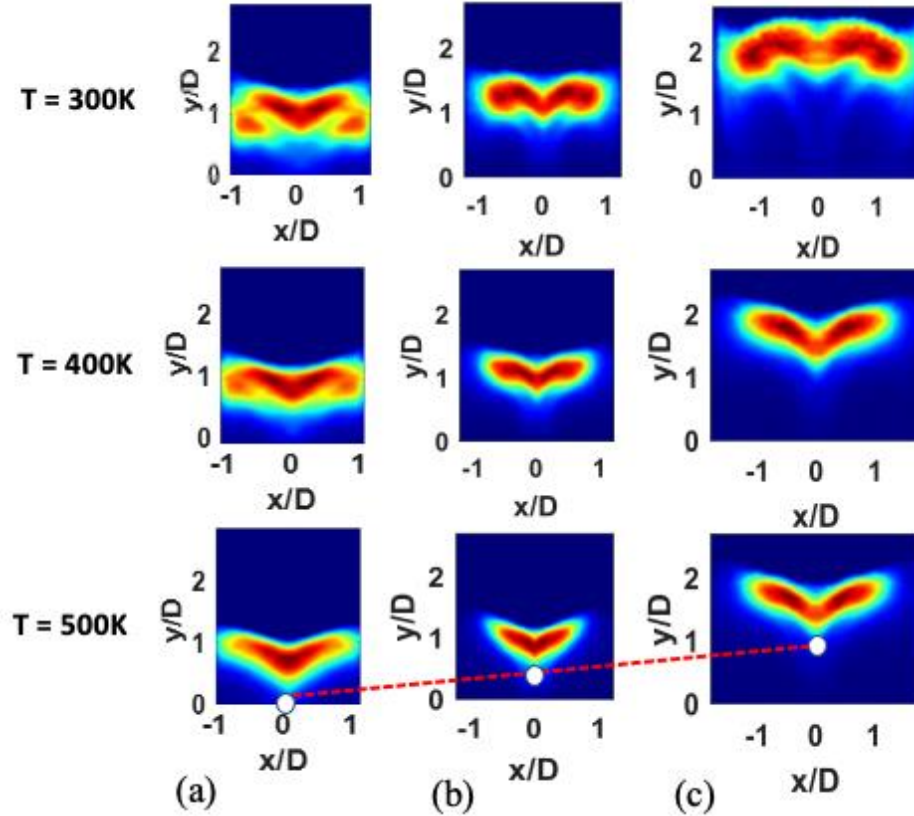 T = 300K
y/D
2
1
0
-1 0 1
x/D
y/D
2
1
0
-1 0 1
x/D
y/D
2
1
0
-1 0 1
x/D
T = 400K
y/D
2
1
0
-1 0 1
x/D
y/D
2
1
0
-1 0 1
x/D
y/D
2
1
0
-1 0 1
x/D
T = 500K
y/D
2
1
0
-1 0 1
x/D
y/D
2
1
0
-1 0 1
x/D
y/D
2
1
0
-1 0 1
x/D
(a) (b) (c)